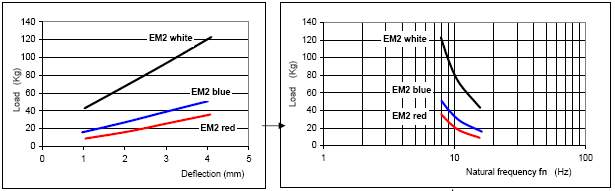 140
120
100
80
60
40
20
0
Load (Kg)
EM2 white
EM2 blue
EM2 red
0 1 2 3 4 5
Deflection (mm)
140
120
100
80
60
40
20
0
Load (Kg)
EM2 white
EM2 blue
EM2 red
1 10 100
Natural frequency fn (Hz)